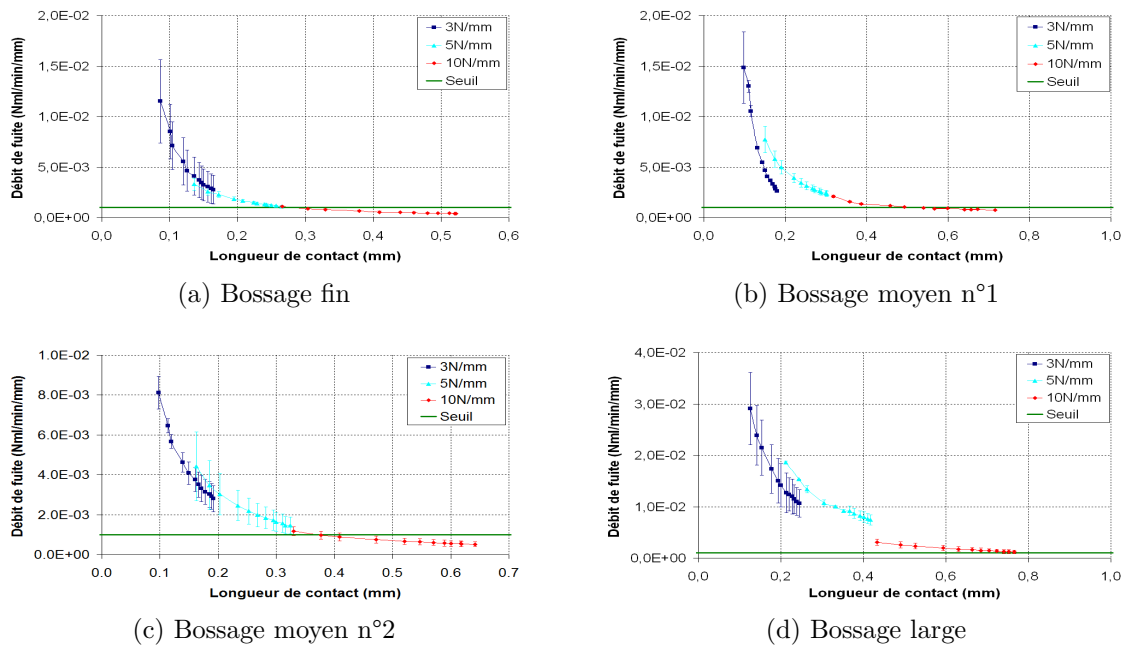 2,0E-02
1,5E-02
1,0E-02
5,0E-03
0,0E+00
Débit de fuite (Nml/min/mm)
3N/mm
5N/mm
10N/mm
Seuil
0,0 0,1 0,2 0,3 0,4 0,5 0,6
Longueur de contact (mm)
(a) Bossage fin
2,0E-02
1,5E-02
1,0E-02
5,0E-03
0,0E+00
Débit de fuite (Nml/min/mm)
3N/mm
5N/mm
10N/mm
Seuil
0,0 0,2 0,4 0,6 0,8 1,0
Longueur de contact (mm)
(b) Bossage moyen n°1
1.0E-02
8.0E-03
6.0E-03
4.0E-03
2.0E-03
0.0E+00
Débit de fuite (Nml/min/mm)
3N/mm
5N/mm
10N/mm
Seuil
0.0 0.1 0.2 0.3 0.4 0.5 0.6 0.7
Longueur de contact (mm)
(c) Bossage moyen n°2
4,0E-02
3,0E-02
2,0E-02
1,0E-02
0,0E+00
Débit de fuite (Nml/min/mm)
3N/mm
5N/mm
10N/mm
Seuil
0,0 0,2 0,4 0,6 0,8 1,0
Longueur de contact (mm)
(d) Bossage large